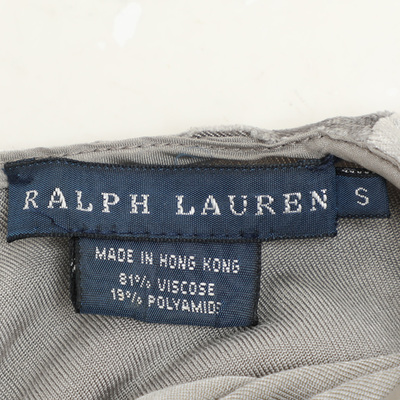 RALPH LAUREN
S
MADE IN HONG KONG
81% VISCOSE
19% POLYAMIDE